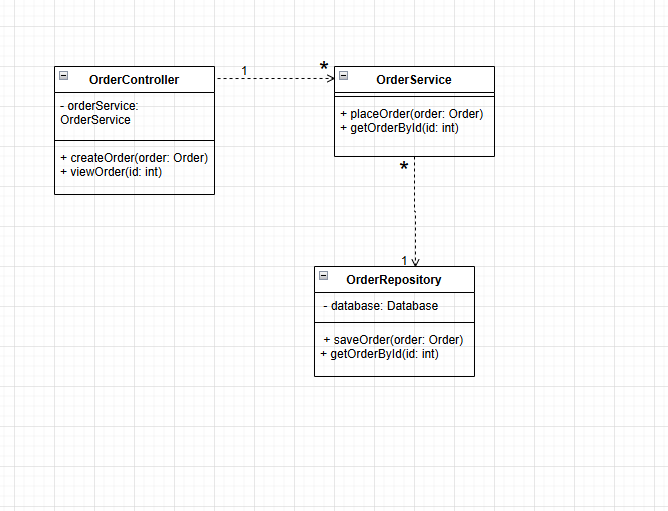 1
*
OrderController
- orderService:
OrderService
+ createOrder(order: Order)
+ viewOrder(id: int)
OrderService
+ placeOrder(order: Order)
+ getOrderById(id: int)
*
1
OrderRepository
- database: Database
+ saveOrder(order: Order)
+ getOrderById(id: int)